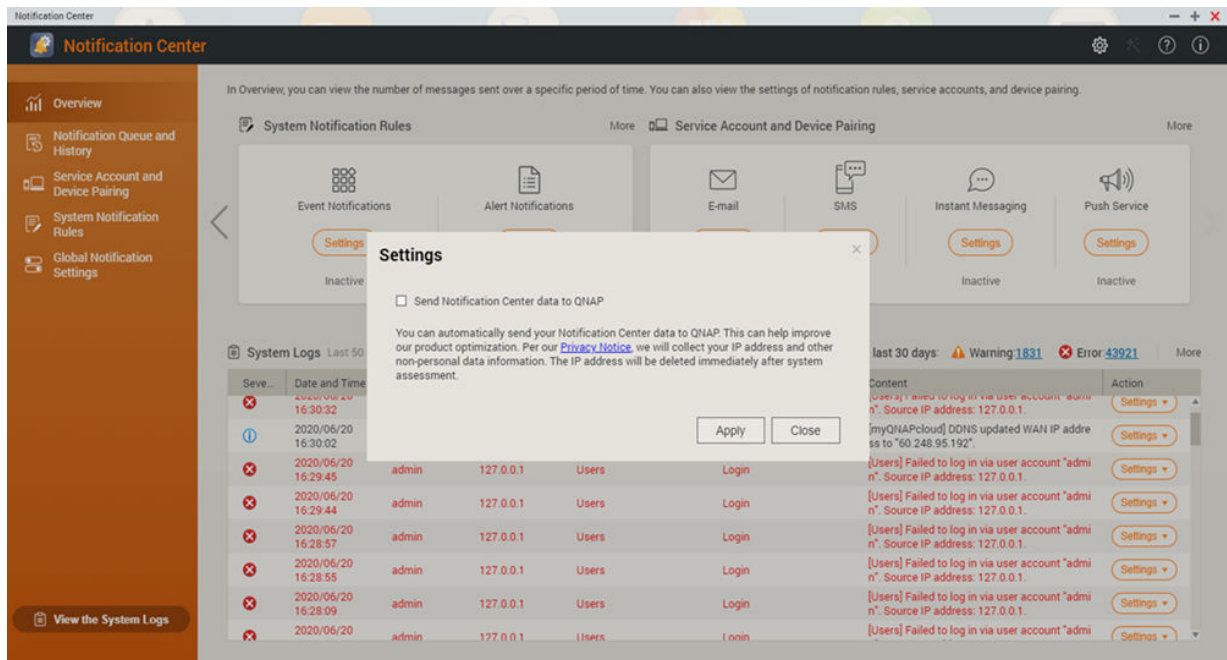 Notification Center
Notification Center
In Overview, you can view the number of messages sent over a specific period of time. You can also view the settings of notification rules, service accounts, and device pairing.
Overview
Notification Queue and
History
Service Account and
Device Pairing
System Notification
Rules
Global Notification
Settings
View the System Logs
System Notification Rules More
Event Notifications Alert Notifications
Settings
Inactive
Service Account and Device Pairing More
E-mail SMS Instant Messaging Push Service
Settings Settings
Inactive Inactive
Settings
Send Notification Center data to QNAP
You can automatically send your Notification Center data to QNAP. This can help improve
our product optimization. Per our Privacy Notice, we will collect your IP address and other
non-personal data information. The IP address will be deleted immediately after system
assessment.
Apply Close
System Logs Last 50 last 30 days: Warning:1831 Error:43921 More
Seve... Date and Time Content Action
16:30:32 n". Source IP address: 127.0.0.1. Settings
2020/06/20 [myQNAPcloud] DDNS updated WAN IP addre
16:30:02 ss to "60.248.95.192". Settings
2020/06/20 [Users] Failed to log in via user account "admi
16:29:45 admin 127.0.0.1 Users Login n". Source IP address: 127.0.0.1. Settings
2020/06/20 [Users] Failed to log in via user account "admi
16:29:44 admin 127.0.0.1 Users Login n". Source IP address: 127.0.0.1. Settings
2020/06/20 [Users] Failed to log in via user account "admi
16:28:57 admin 127.0.0.1 Users Login n". Source IP address: 127.0.0.1. Settings
2020/06/20 [Users] Failed to log in via user account "admi
16:28:55 admin 127.0.0.1 Users Login n". Source IP address: 127.0.0.1. Settings
2020/06/20 [Users] Failed to log in via user account "admi
16:28:09 admin 127.0.0.1 Users Login n". Source IP address: 127.0.0.1. Settings
2020/06/20 [Users] Failed to log in via user account "admi
admin 127.0.0.1 Users Login Settings